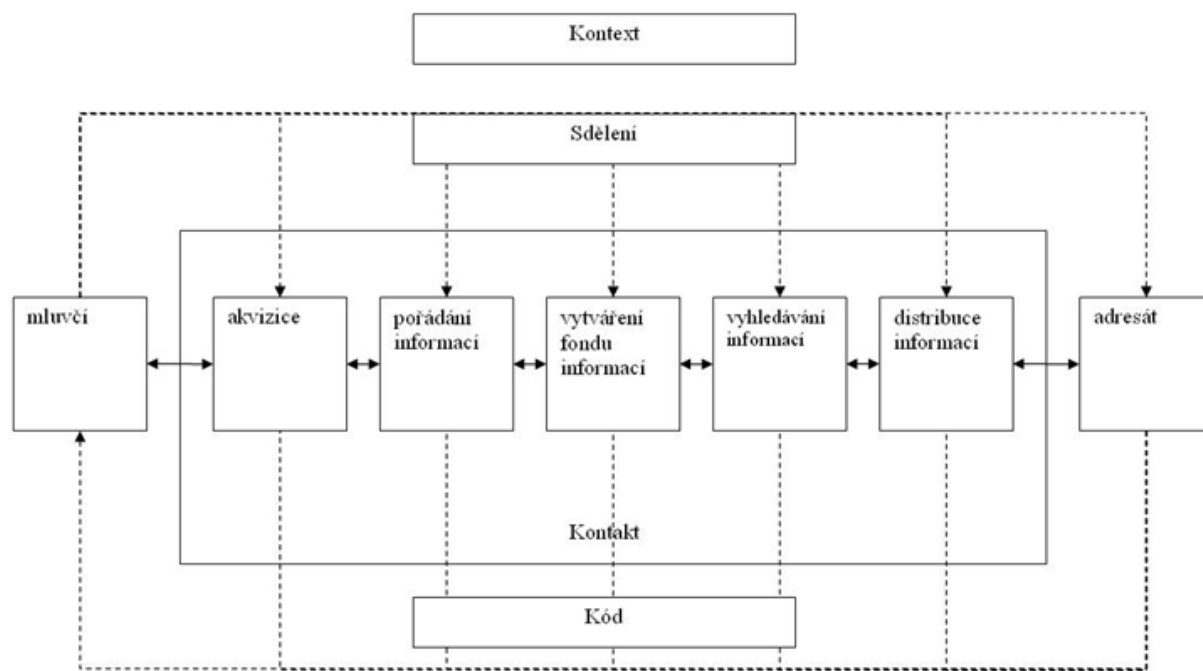 Kontext
Sdělení
mluvčí
akvizice
pořádání
informací
vytváření
fondu
informací
vyhledávání
informací
distribuce
informací
adresát
Kontakt
Kód